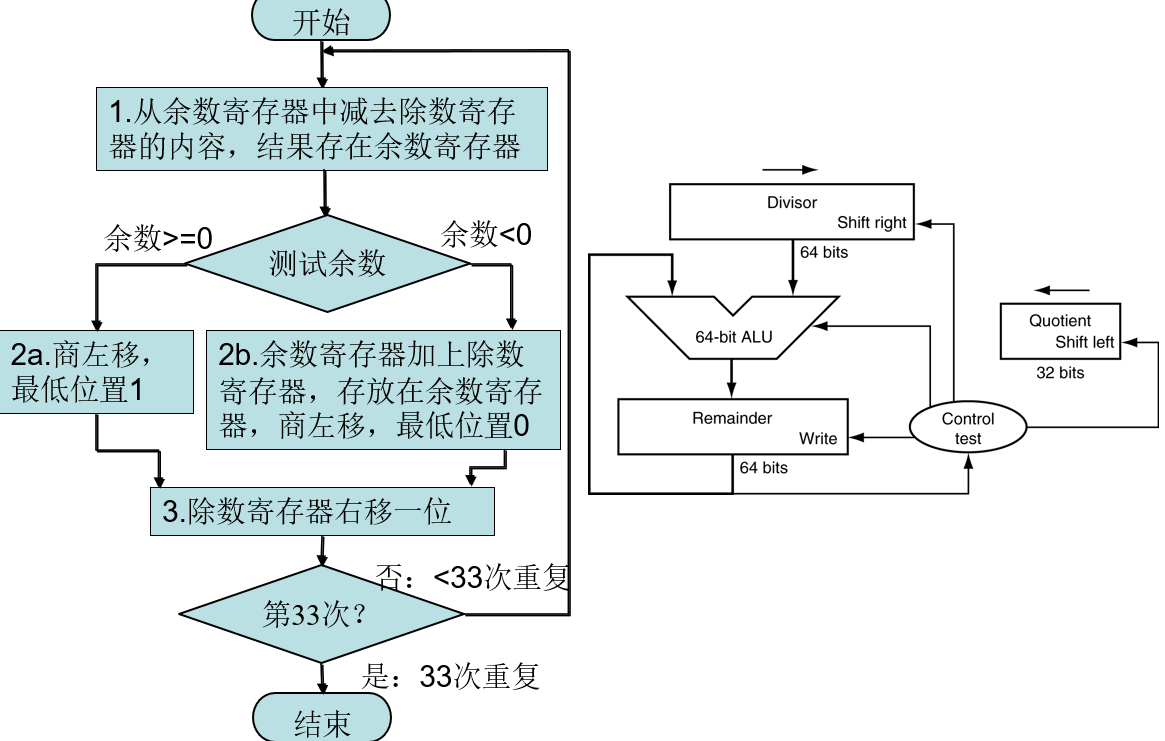 开始
1.从余数寄存器中减去除数寄存
器的内容，结果存在余数寄存器
余数>=0
余数<0
测试余数
2a.商左移，
最低位置1
2b.余数寄存器加上除数
寄存器，存放在余数寄存
器，商左移，最低位置0
3.除数寄存器右移一位
否：<33次重复
第33次？
是：33次重复
结束
Divisor
Shift right
64 bits
64-bit ALU
Quotient
Shift left
32 bits
Remainder
Write
64 bits
Control
test